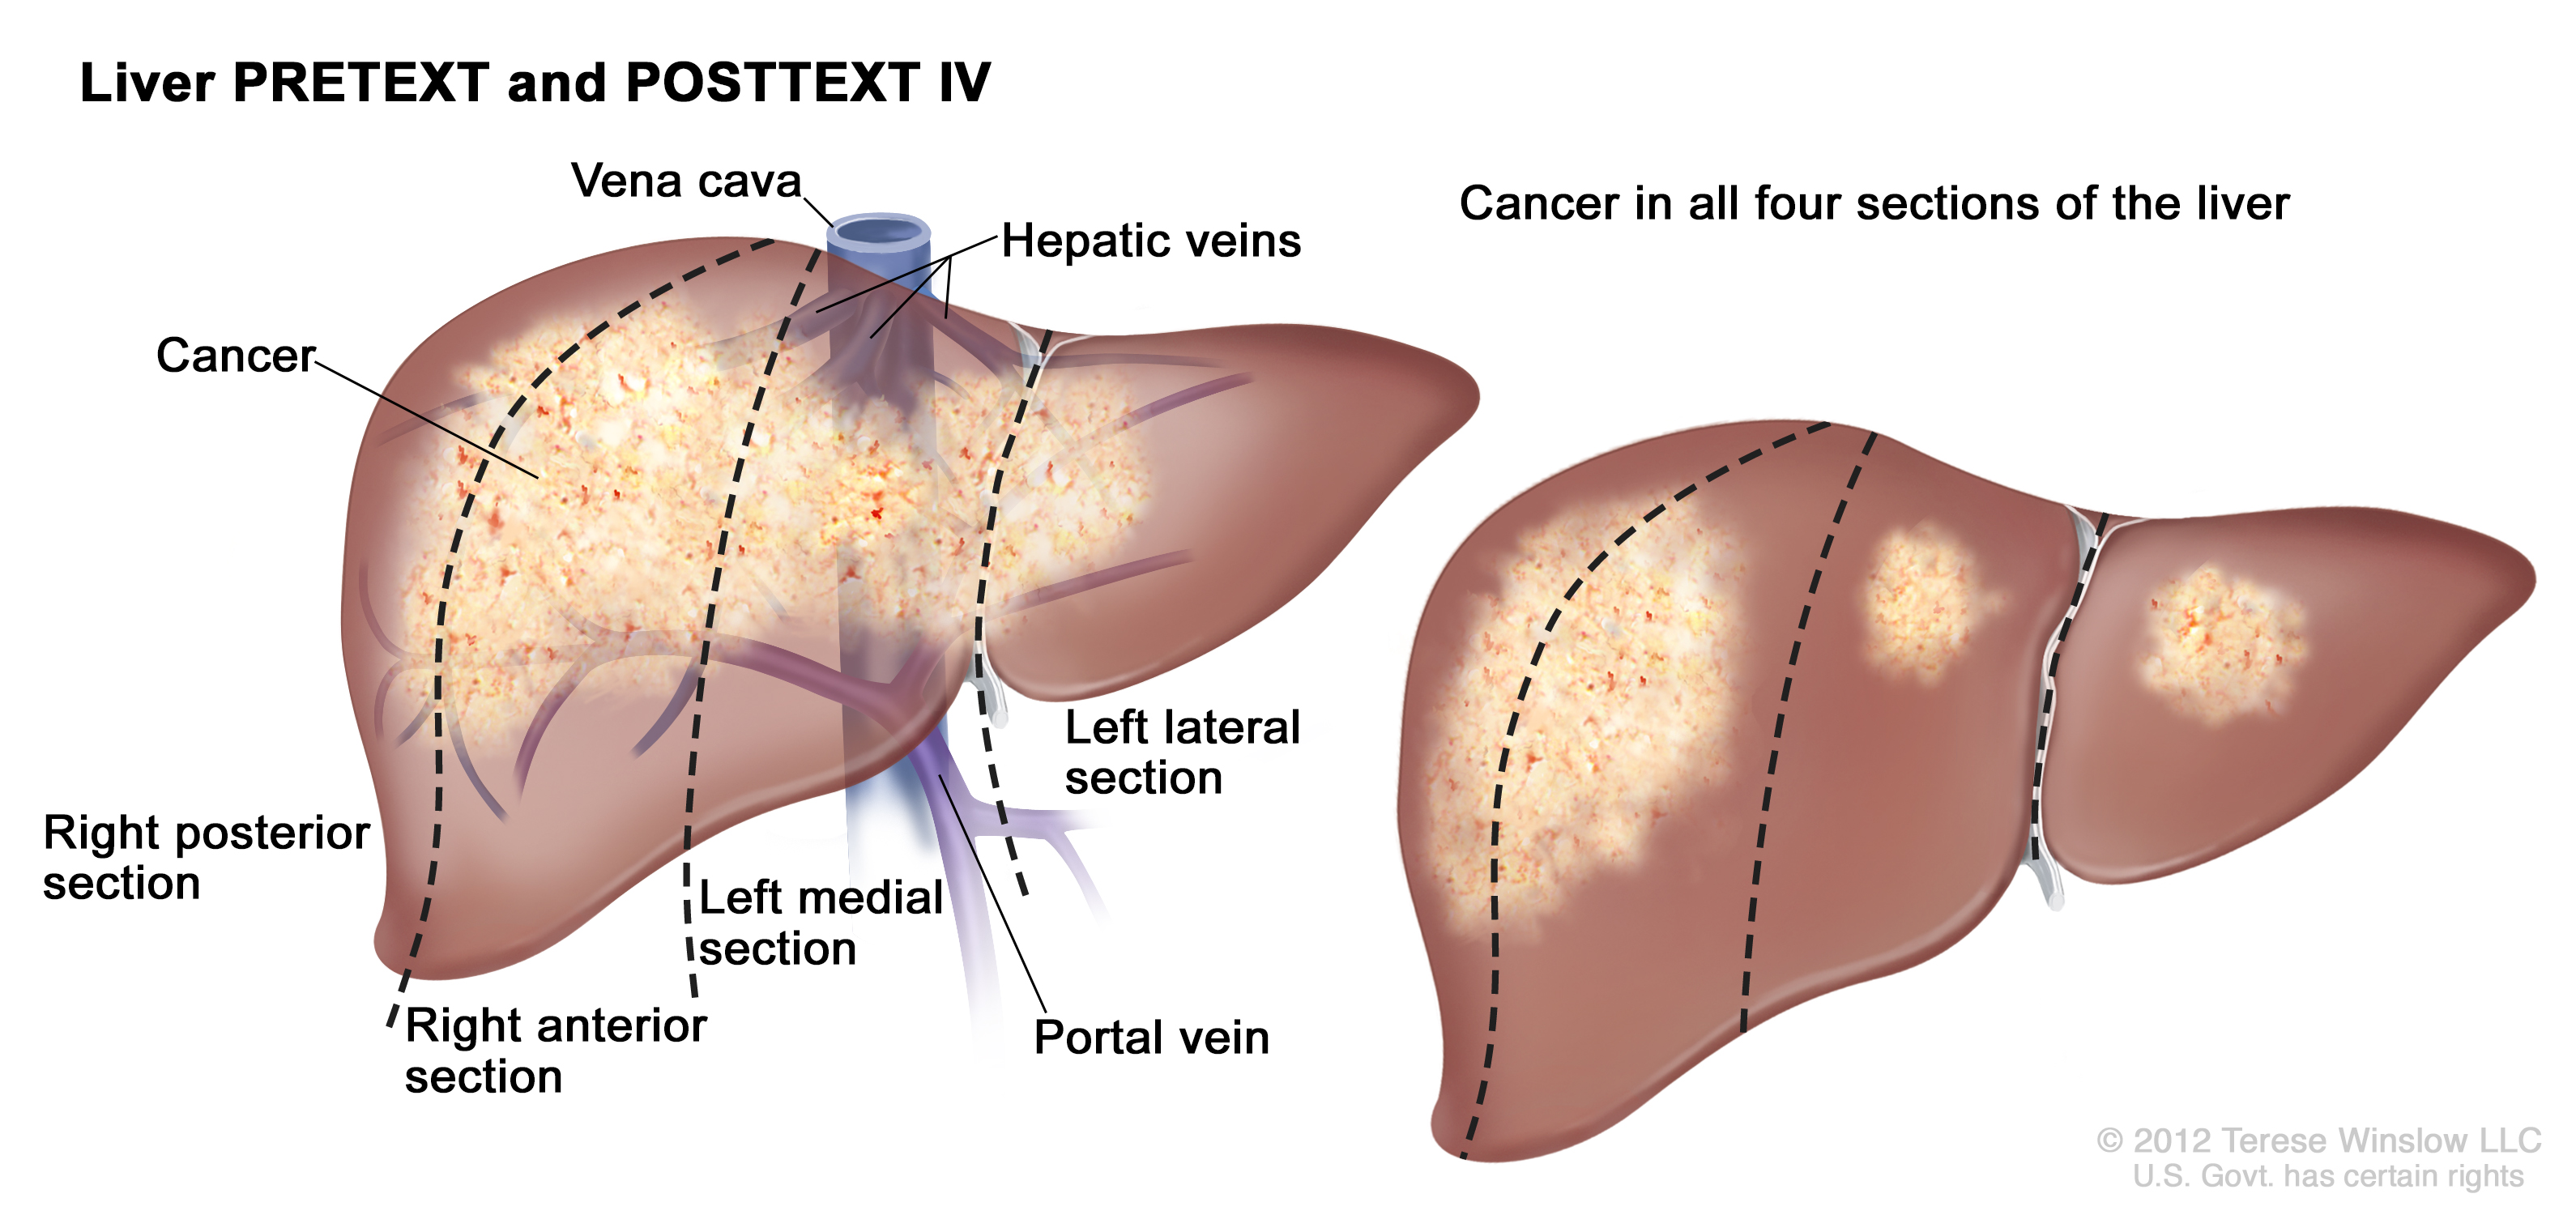 Liver PRETEXT and POSTTEXT IV
Vena cava
Hepatic veins
Cancer in all four sections of the liver
Cancer
Left lateral
section
Right posterior
section
Left medial
section
Right anterior
section
Portal vein
© 2012 Terese Winslow LLC
U.S. Govt. has certain rights